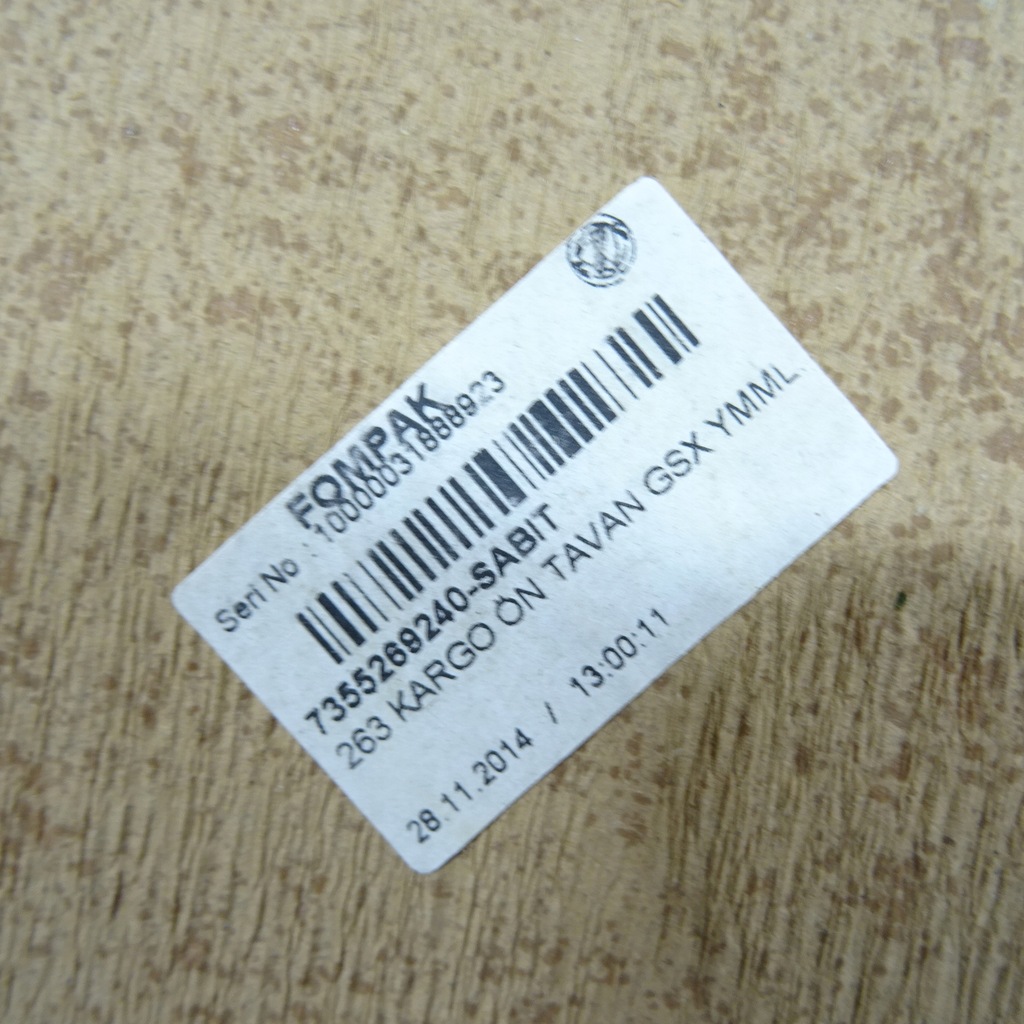 FOMPAK
Seri No : 10000031888923
7355269240-SABIT
263 KARGO ÖN TAVAN GSX YMML
28.11.2014 / 13:00:11